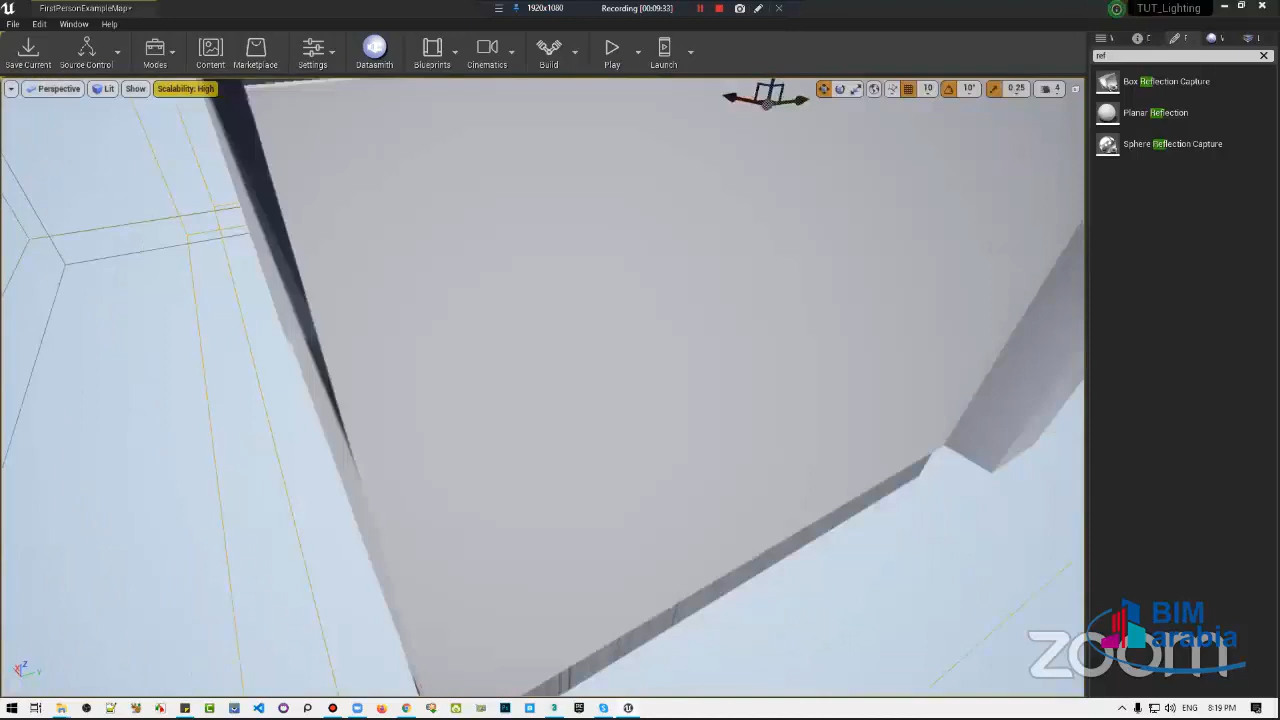 FirstPersonExampleMap*
1920x1080
Recording [00:09:33]
TUT_Lighting
File Edit Window Help
Save Current
Source Control
Modes
Content
Marketplace
Settings
Datasmith
Blueprints
Cinematics
Build
Play
Launch
ref
Perspective
Lit
Show
Scalability: High
10
10°
0.25
4
Box Reflection Capture
Planar Reflection
Sphere Reflection Capture
BIM
arabia
zoom
Z
Y
ENG
8:19 PM